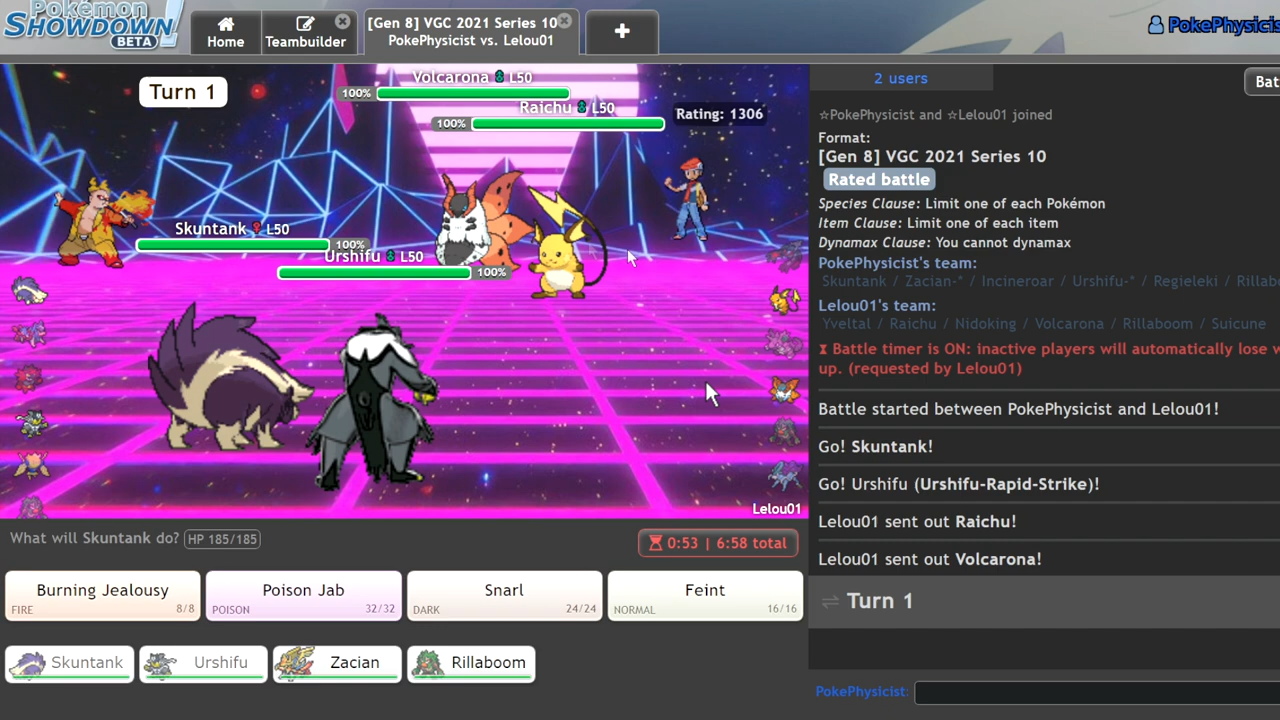 Pokémon
SHOWDOWN!
BETA
Home
Teambuilder
[Gen 8] VGC 2021 Series 10
PokePhysicist vs. Lelou01
+
PokePhysicis
Turn 1
Volcarona L50
100%
Raichu L50
100%
Rating: 1306
Skuntank L50
100%
Urshifu L50
100%
Lelou01
What will Skuntank do? HP 185/185
0:53 | 6:58 total
Burning Jealousy
FIRE 8/8
Poison Jab
POISON 32/32
Snarl
DARK 24/24
Feint
NORMAL 16/16
Skuntank
Urshifu
Zacian
Rillaboom
2 users
Bat
☆PokePhysicist and ☆Lelou01 joined
Format:
[Gen 8] VGC 2021 Series 10
Rated battle
Species Clause: Limit one of each Pokémon
Item Clause: Limit one of each item
Dynamax Clause: You cannot dynamax
PokePhysicist's team:
Skuntank / Zacian-* / Incineroar / Urshifu-* / Regieleki / Rillab
Lelou01's team:
Yveltal / Raichu / Nidoking / Volcarona / Rillaboom / Suicune
Battle timer is ON: inactive players will automatically lose w
up. (requested by Lelou01)
Battle started between PokePhysicist and Lelou01!
Go! Skuntank!
Go! Urshifu (Urshifu-Rapid-Strike)!
Lelou01 sent out Raichu!
Lelou01 sent out Volcarona!
Turn 1
PokePhysicist: